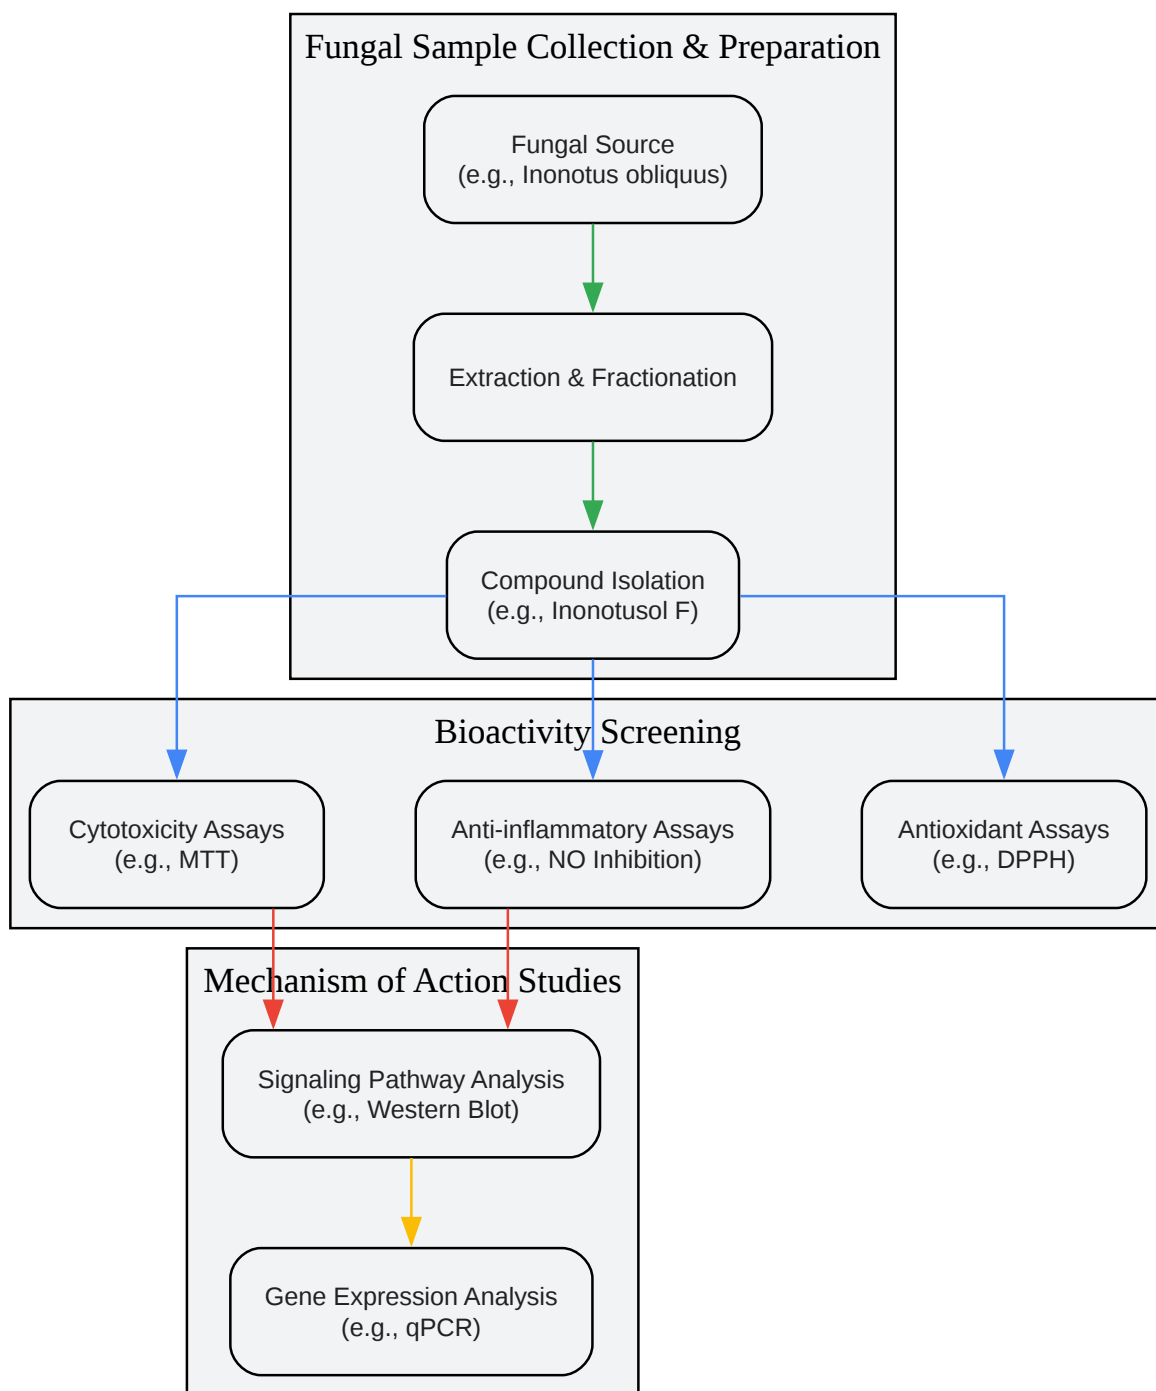 Fungal Sample Collection & Preparation
Fungal Source
(e.g., Inonotus obliquus)
Extraction & Fractionation
Compound Isolation
(e.g., Inonotusol F)
Bioactivity Screening
Cytotoxicity Assays
(e.g., MTT)
Anti-inflammatory Assays
(e.g., NO Inhibition)
Antioxidant Assays
(e.g., DPPH)
Mechanism of Action Studies
Signaling Pathway Analysis
(e.g., Western Blot)
Gene Expression Analysis
(e.g., qPCR)